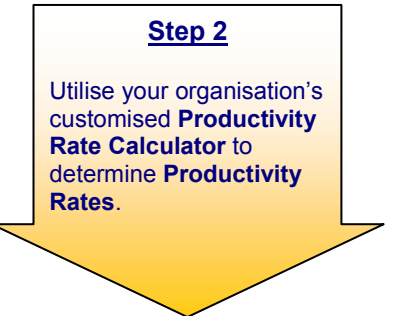 Step 2
Utilise your organisation's
customised Productivity
Rate Calculator to
determine Productivity
Rates.